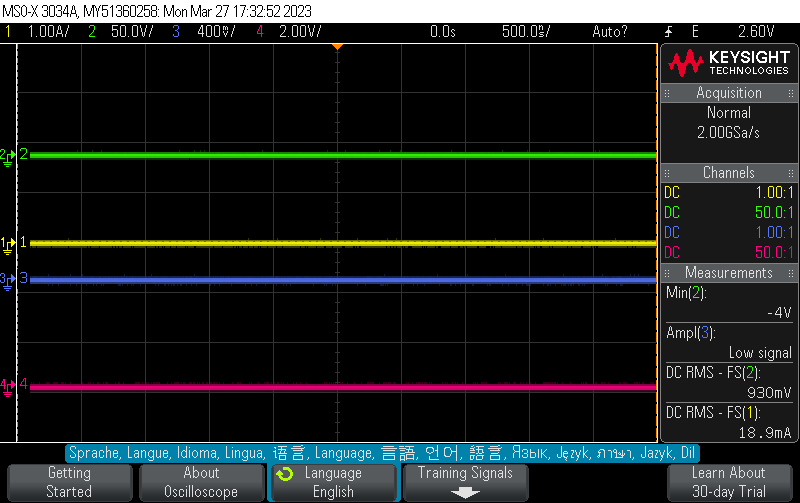 MSO-X 3034A, MY51360258: Mon Mar 27 17:32:52 2023
1 1.00A/ 2 50.0V/ 3 400mV/ 4 2.00V/ 0.0s 500.0s/ Auto? E 2.60V
KEYSIGHT
TECHNOLOGIES
Acquisition
Normal
2.00GSa/s
Channels
DC 1.00:1
DC 50.0:1
DC 1.00:1
DC 50.0:1
Measurements
Min(2):
-4V
Ampl(3):
Low signal
DC RMS - FS(2):
930mV
DC RMS - FS(1):
18.9mA
2 2
1 1
3 3
4 4
Sprache, Langue, Idioma, Lingua, 语言, Language, 言語, 언어, 語言, Язык, Język, ภาษา, Jazyk, Dil
Getting
Started
About
Oscilloscope
Language
English
Training Signals
Learn About
30-day Trial